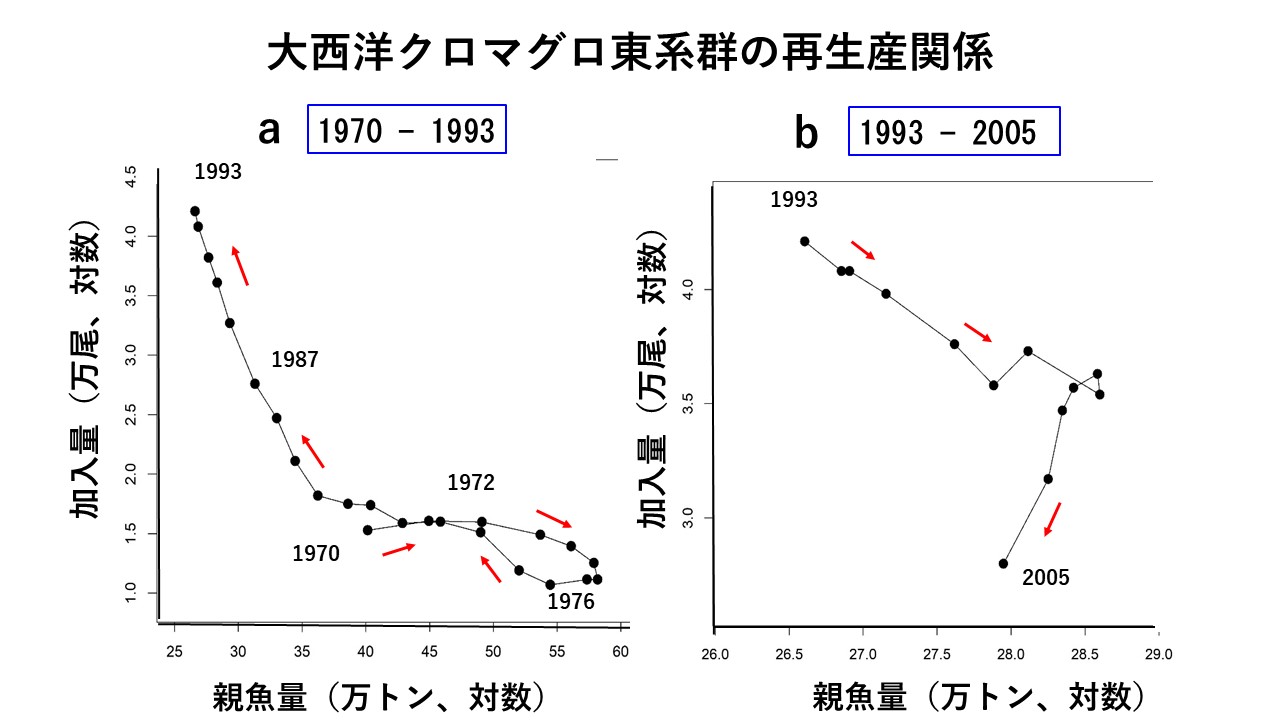 大西洋クロマグロ東系群の再生産関係
a
1970 − 1993
加入量（万尾、対数）
4.5
4.0
3.5
3.0
2.5
2.0
1.5
1.0
1993
1987
1972
1970
1976
25 30 35 40 45 50 55 60
親魚量（万トン、対数）
b
1993 − 2005
加入量（万尾、対数）
4.0
3.5
3.0
1993
2005
26.0 26.5 27.0 27.5 28.0 28.5 29.0
親魚量（万トン、対数）